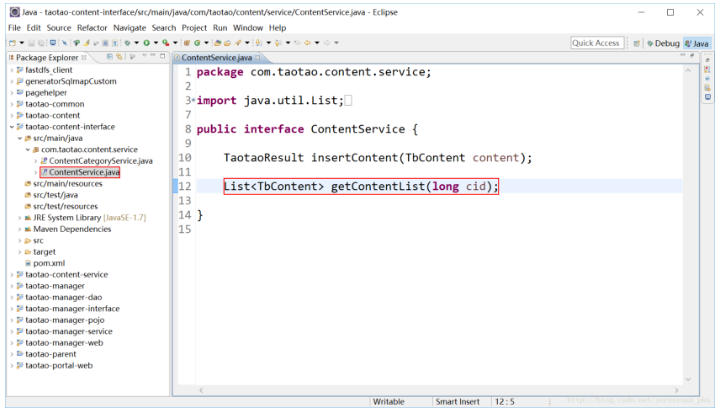 Java - taotao-content-interface/src/main/java/com/taotao/content/service/ContentService.java - Eclipse
File Edit Source Refactor Navigate Search Project Run Window Help
Quick Access
Debug
Java
Package Explorer
fastdfs_client
generatorSqlmapCustom
pagehelper
taotao-common
taotao-content
taotao-content-interface
src/main/java
com.taotao.content.service
ContentCategoryService.java
ContentService.java
src/main/resources
src/test/java
src/test/resources
JRE System Library [JavaSE-1.7]
Maven Dependencies
src
target
pom.xml
taotao-content-service
taotao-manager
taotao-manager-dao
taotao-manager-interface
taotao-manager-pojo
taotao-manager-service
taotao-manager-web
taotao-parent
taotao-portal-web
ContentService.java
1 package com.taotao.content.service;
2
3 import java.util.List;
7
8 public interface ContentService {
9
10 TaotaoResult insertContent(TbContent content);
11
12 List<TbContent> getContentList(long cid);
13
14 }
15
Writable Smart Insert 12 : 5